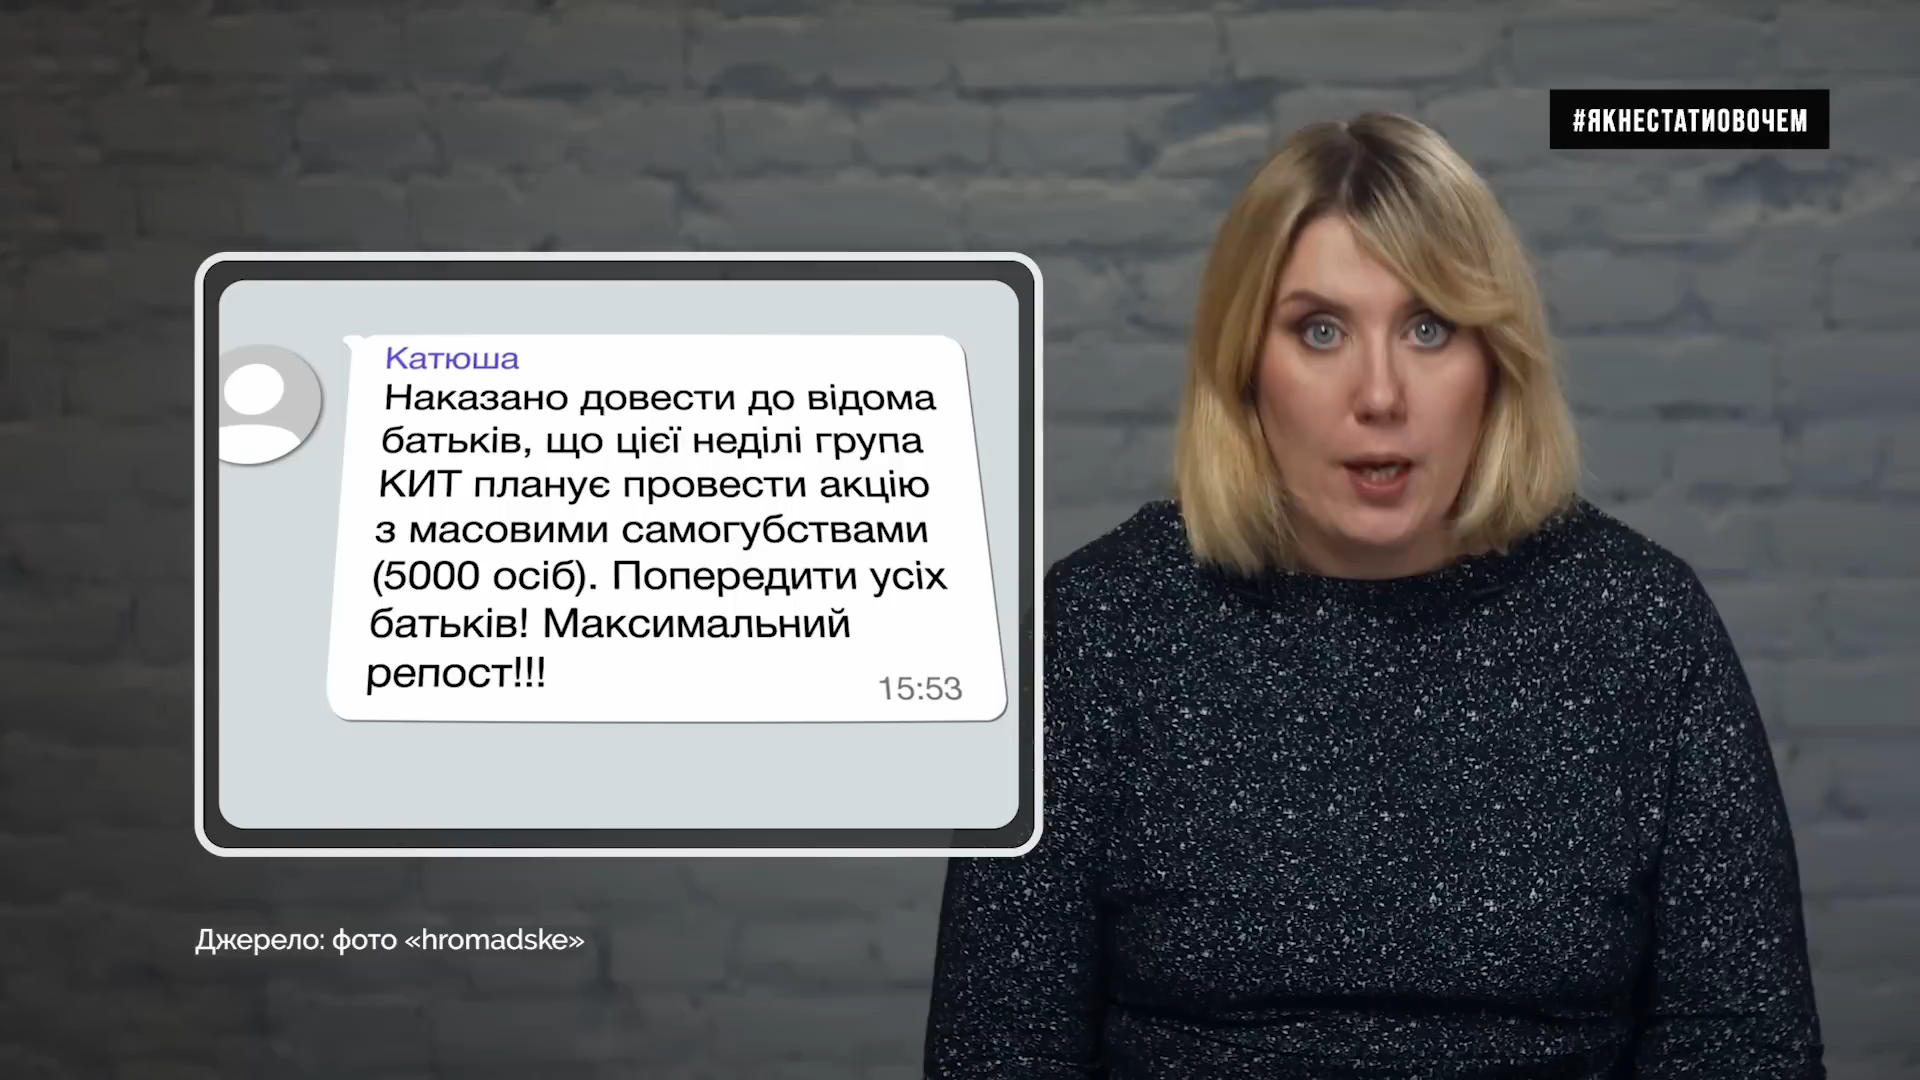 #ЯКНЕСТАТИОВОЧЕМ
Катюша
Наказано довести до відома
батьків, що цієї неділі група
КИТ планує провести акцію
з масовими самогубствами
(5000 осіб). Попередити усіх
батьків! Максимальний
репост!!!
15:53
Джерело: фото «hromadske»